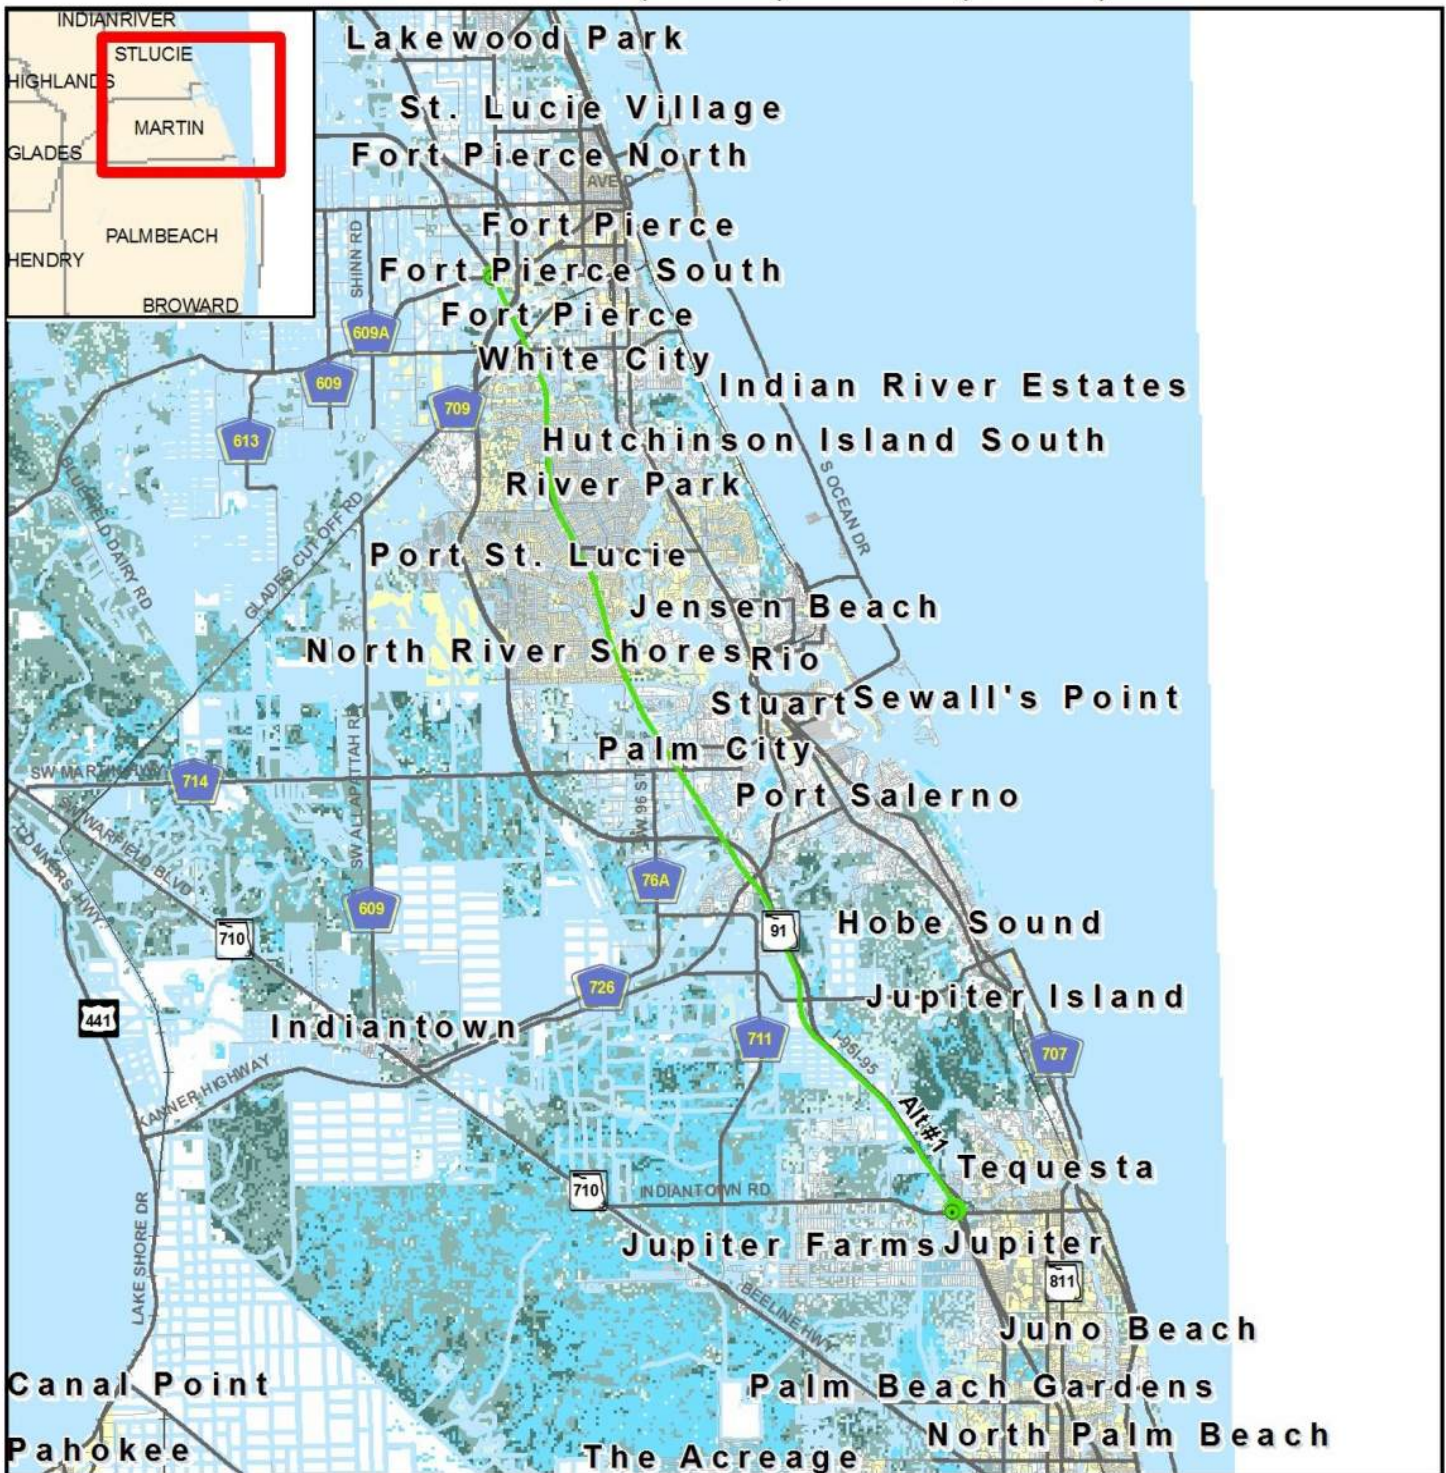 INDIANRIVER
STLUCIE
HIGHLANDS
MARTIN
GLADES
PALMBEACH
HENDRY
BROWARD
Lakewood Park
St. Lucie Village
Fort Pierce North
Fort Pierce
SHINN RD
Fort Pierce South
Fort Pierce
609A
White City
609
Indian River Estates
709
613
Hutchinson Island South
River Park
S OCEAN DR
BLUEFIELD DAIRY RD
GLADES CUT OFF RD
Port St. Lucie
Jensen Beach
North River Shores
Rio
Stuart
Sewall's Point
Palm City
SW MARTIN HWY
714
SW ALLAPATTAH RD
SW 96 ST
Port Salerno
SW WARFIELD BLVD
CONNERS HWY
76A
609
710
91
Hobe Sound
726
Jupiter Island
441
Indiantown
711
707
I-95I-95
KANNER HIGHWAY
Alt #1
Tequesta
710
INDIANTOWN RD
LAKE SHORE DR
Jupiter Farms
Jupiter
811
BEELINE HWY
Juno Beach
Canal Point
Palm Beach Gardens
North Palm Beach
Pahokee
The Acreage